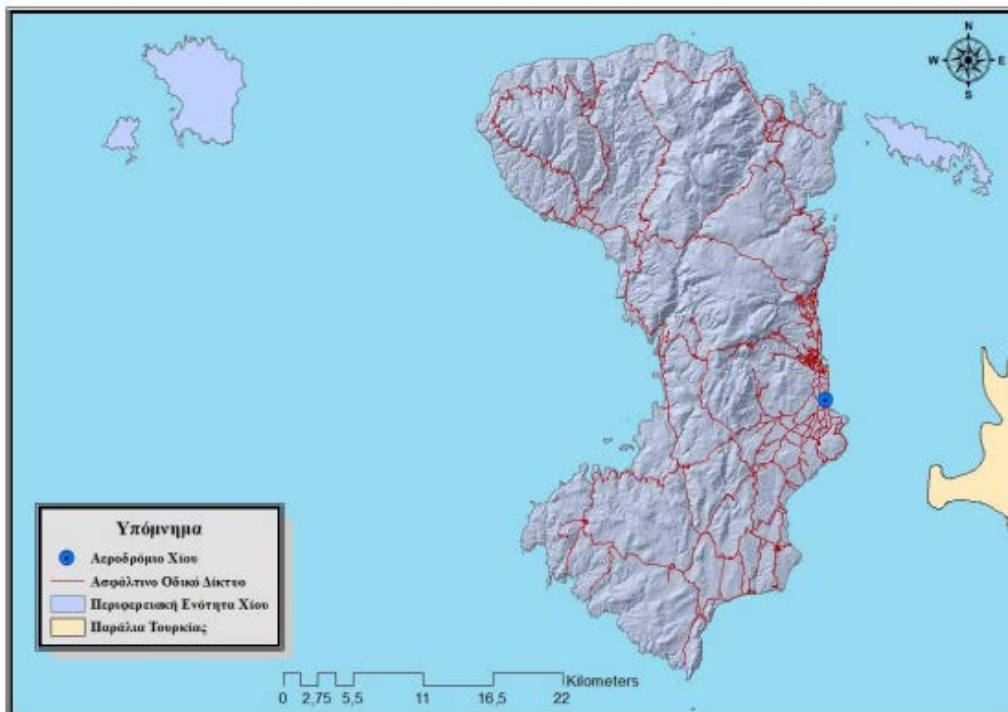 N
W E
S
Υπόμνημα
Αεροδρόμιο Χίου
Ασφάλτινο Οδικό Δίκτυο
Περιφερειακή Ενότητα Χίου
Παράλια Τουρκίας
Kilometers
0 2,75 5,5 11 16,5 22